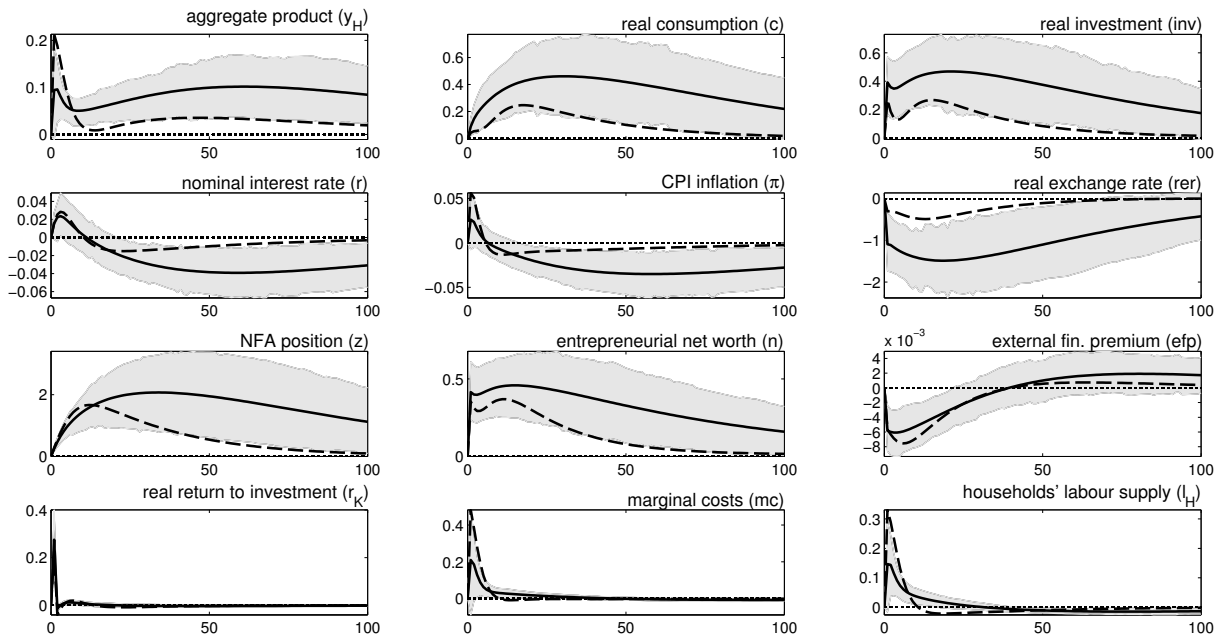 aggregate product (y_H)
0.2
0.1
0
0 50 100
real consumption (c)
0.6
0.4
0.2
0
0 50 100
real investment (inv)
0.6
0.4
0.2
0
0 50 100
nominal interest rate (r)
0.04
0.02
0
−0.02
−0.04
−0.06
0 50 100
CPI inflation (π)
0.05
0
−0.05
0 50 100
real exchange rate (rer)
0
−1
−2
0 50 100
NFA position (z)
2
0
0 50 100
entrepreneurial net worth (n)
0.5
0
0 50 100
x 10⁻³ external fin. premium (efp)
4
2
0
−2
−4
−6
−8
0 50 100
real return to investment (r_K)
0.4
0.2
0
0 50 100
marginal costs (mc)
0.4
0.2
0
0 50 100
households' labour supply (l_H)
0.3
0.2
0.1
0
0 50 100